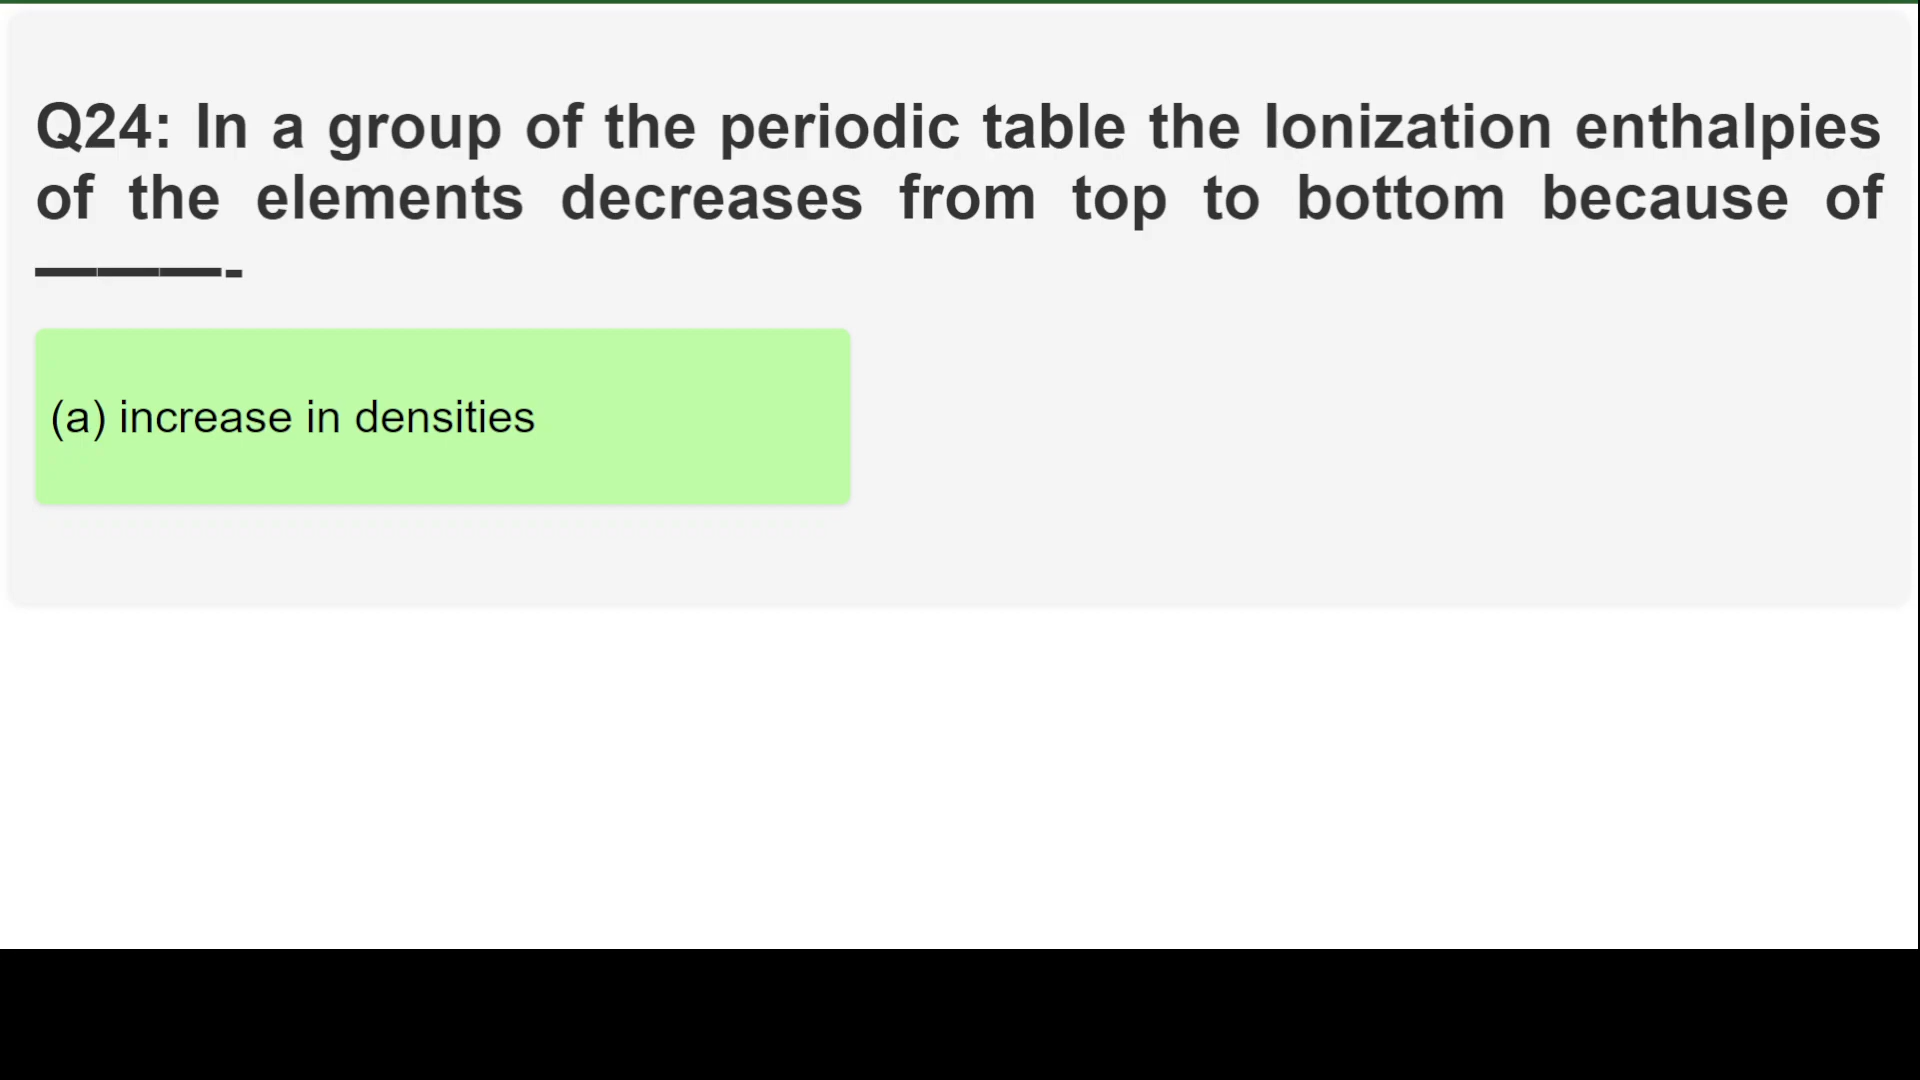 Q24: In a group of the periodic table the Ionization enthalpies
of the elements decreases from top to bottom because of
———-
(a) increase in densities